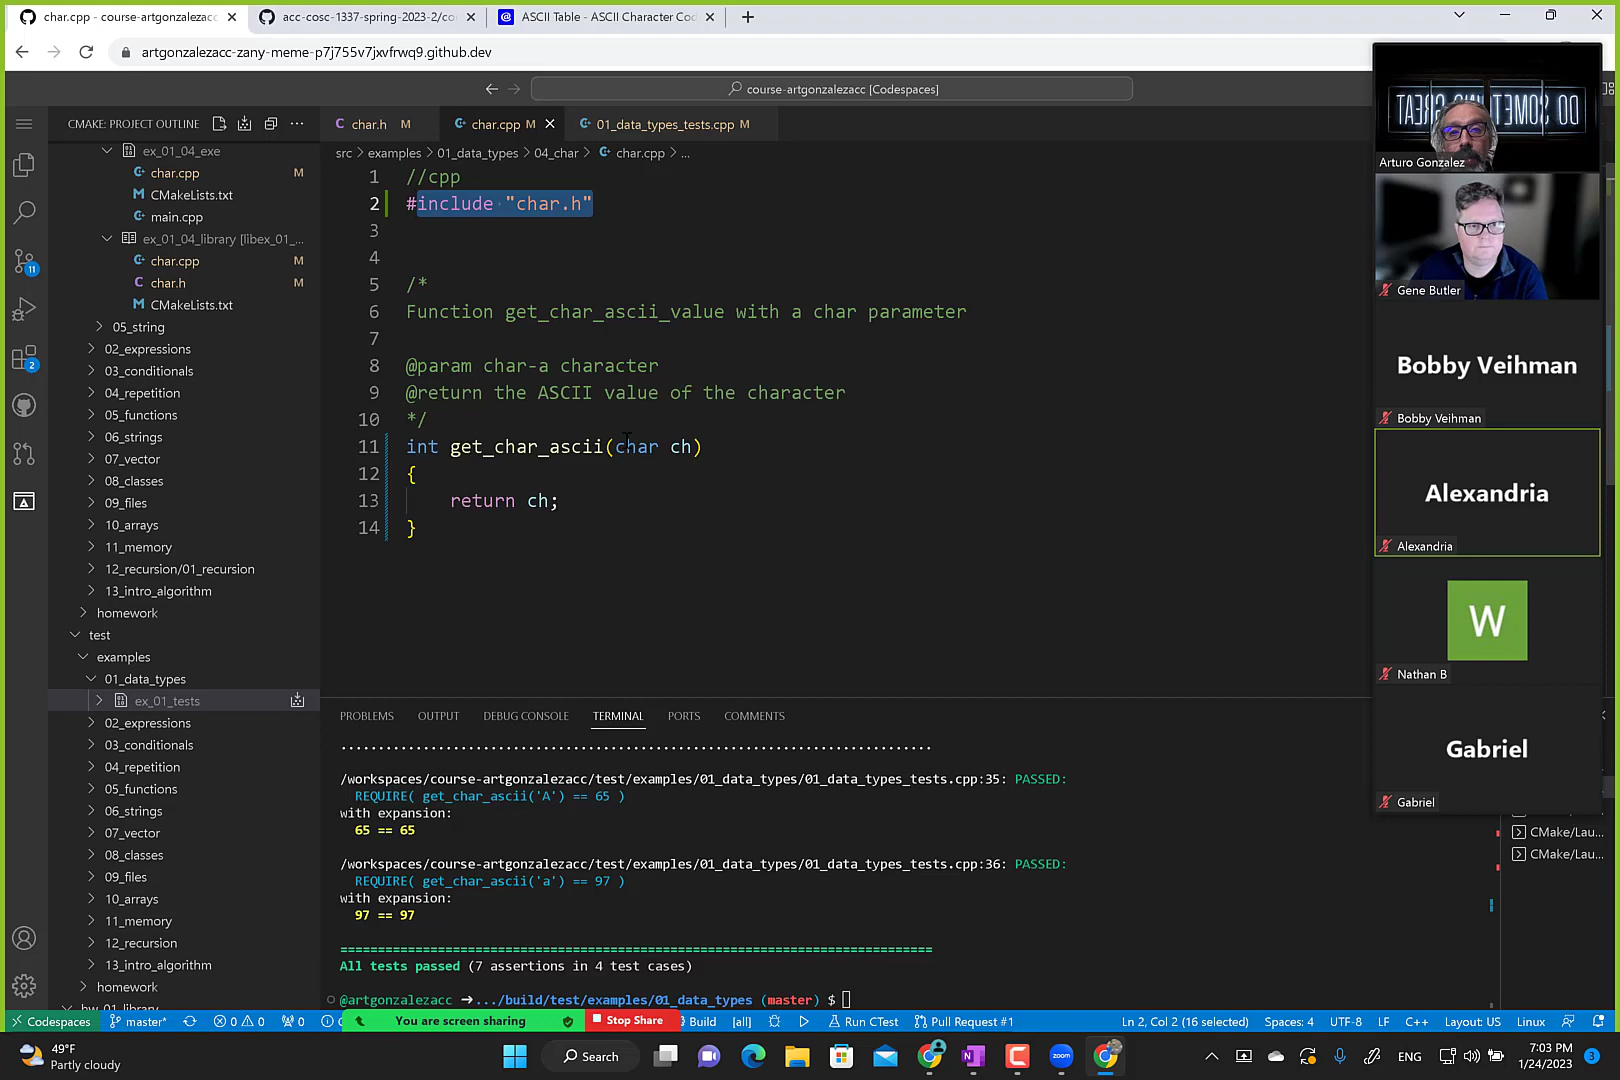 char.cpp - course-artgonzalezacc
acc-cosc-1337-spring-2023-2/co
ASCII Table - ASCII Character Co
artgonzalezacc-zany-meme-p7j755v7jxvfrwq9.github.dev
course-artgonzalezacc [Codespaces]
CMAKE: PROJECT OUTLINE
char.h M
char.cpp M
01_data_types_tests.cpp M
src > examples > 01_data_types > 04_char > char.cpp > ...
ex_01_04_exe
char.cpp M
CMakeLists.txt
main.cpp
ex_01_04_library [libex_01_...
char.cpp M
char.h M
CMakeLists.txt
05_string
02_expressions
03_conditionals
04_repetition
05_functions
06_strings
07_vector
08_classes
09_files
10_arrays
11_memory
12_recursion/01_recursion
13_intro_algorithm
homework
test
examples
01_data_types
ex_01_tests
02_expressions
03_conditionals
04_repetition
05_functions
06_strings
07_vector
08_classes
09_files
10_arrays
11_memory
12_recursion
13_intro_algorithm
homework
hw_01_library
11
2
1 //cpp
2 #include "char.h"
3
4
5 /*
6 Function get_char_ascii_value with a char parameter
7
8 @param char-a character
9 @return the ASCII value of the character
10 */
11 int get_char_ascii(char ch)
12 {
13 return ch;
14 }
PROBLEMS OUTPUT DEBUG CONSOLE TERMINAL PORTS COMMENTS
/workspaces/course-artgonzalezacc/test/examples/01_data_types/01_data_types_tests.cpp:35: PASSED:
REQUIRE( get_char_ascii('A') == 65 )
with expansion:
65 == 65
/workspaces/course-artgonzalezacc/test/examples/01_data_types/01_data_types_tests.cpp:36: PASSED:
REQUIRE( get_char_ascii('a') == 97 )
with expansion:
97 == 97
===============================================================================
All tests passed (7 assertions in 4 test cases)
@artgonzalezacc ➜.../build/test/examples/01_data_types (master) $
CMake/Lau...
CMake/Lau...
DO SOMETHING GREAT
Arturo Gonzalez
Gene Butler
Bobby Veihman
Bobby Veihman
Alexandria
Alexandria
W
Nathan B
Gabriel
Gabriel
Codespaces master* 0 0 0 You are screen sharing Stop Share Build [all] Run CTest Pull Request #1 Ln 2, Col 2 (16 selected) Spaces: 4 UTF-8 LF C++ Layout: US Linux
49°F
Partly cloudy
Search
zoom
ENG
7:03 PM
1/24/2023
3